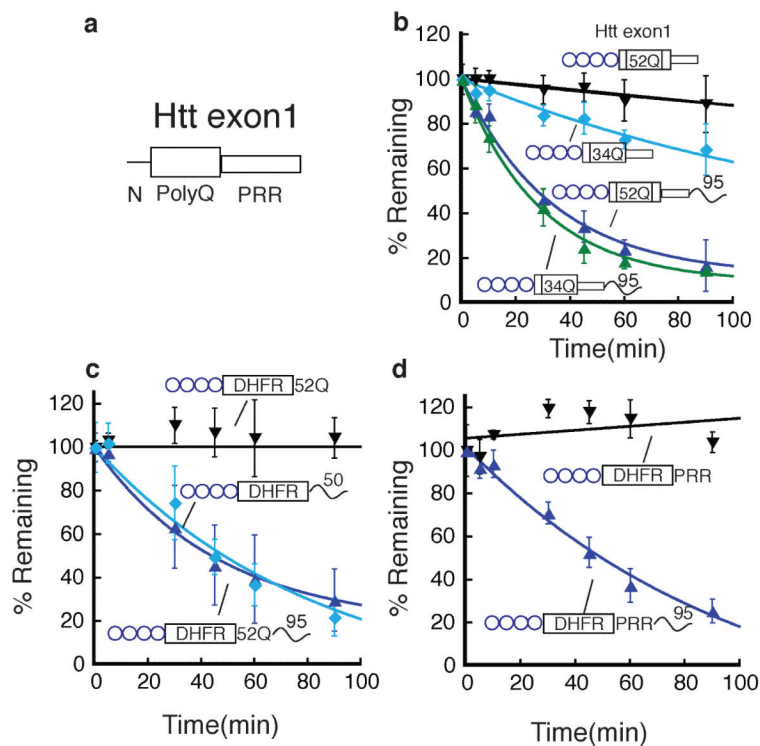 a
Htt exon1
N PolyQ PRR
b
Htt exon1
% Remaining
120
100
80
60
40
20
0
52Q
34Q
52Q 95
34Q 95
0 20 40 60 80 100
Time(min)
c
% Remaining
120
100
80
60
40
20
0
DHFR 52Q
DHFR 50
DHFR 52Q 95
0 20 40 60 80 100
Time(min)
d
% Remaining
120
100
80
60
40
20
0
DHFR PRR
DHFR PRR 95
0 20 40 60 80 100
Time(min)